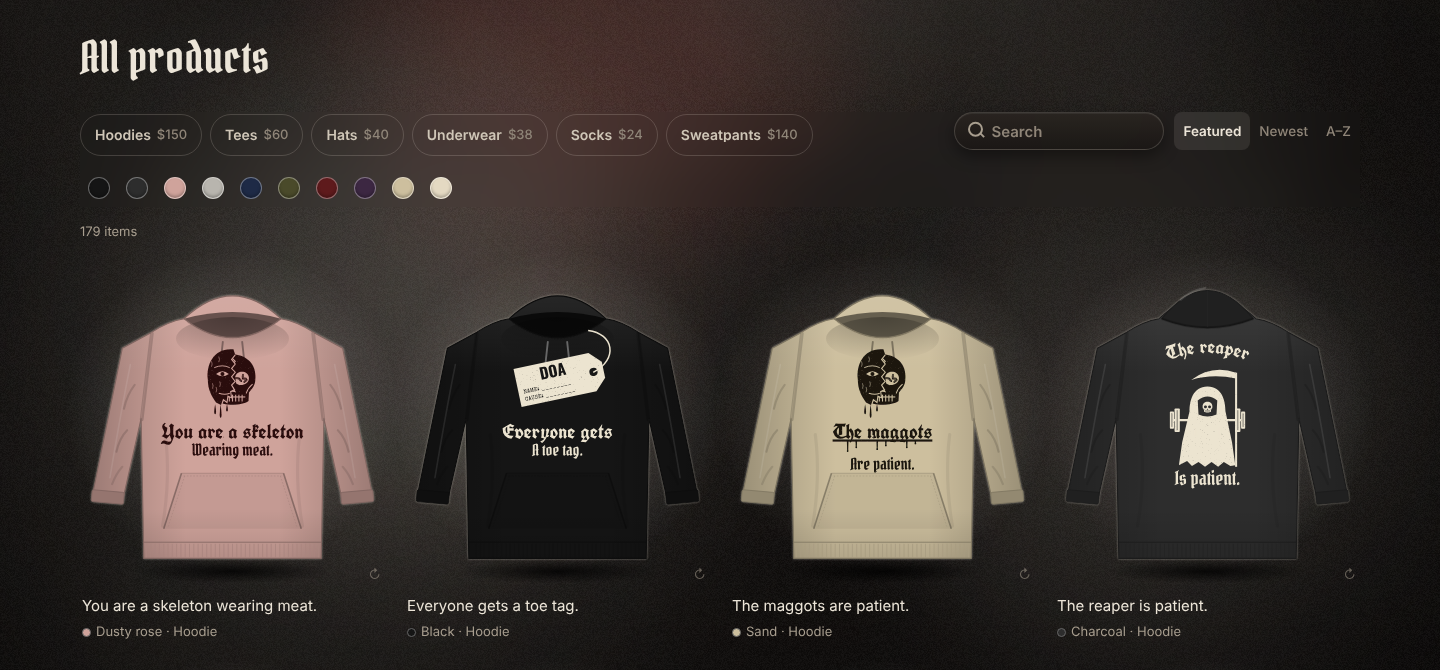 All products
Hoodies $150 Tees $60 Hats $40 Underwear $38 Socks $24 Sweatpants $140
Search
Featured Newest A–Z
179 items
You are a skeleton
Wearing meat.
DOA
NAME:
CAUSE:
Everyone gets
A toe tag.
The maggots
Are patient.
The reaper
Is patient.
You are a skeleton wearing meat.
Dusty rose · Hoodie
Everyone gets a toe tag.
Black · Hoodie
The maggots are patient.
Sand · Hoodie
The reaper is patient.
Charcoal · Hoodie